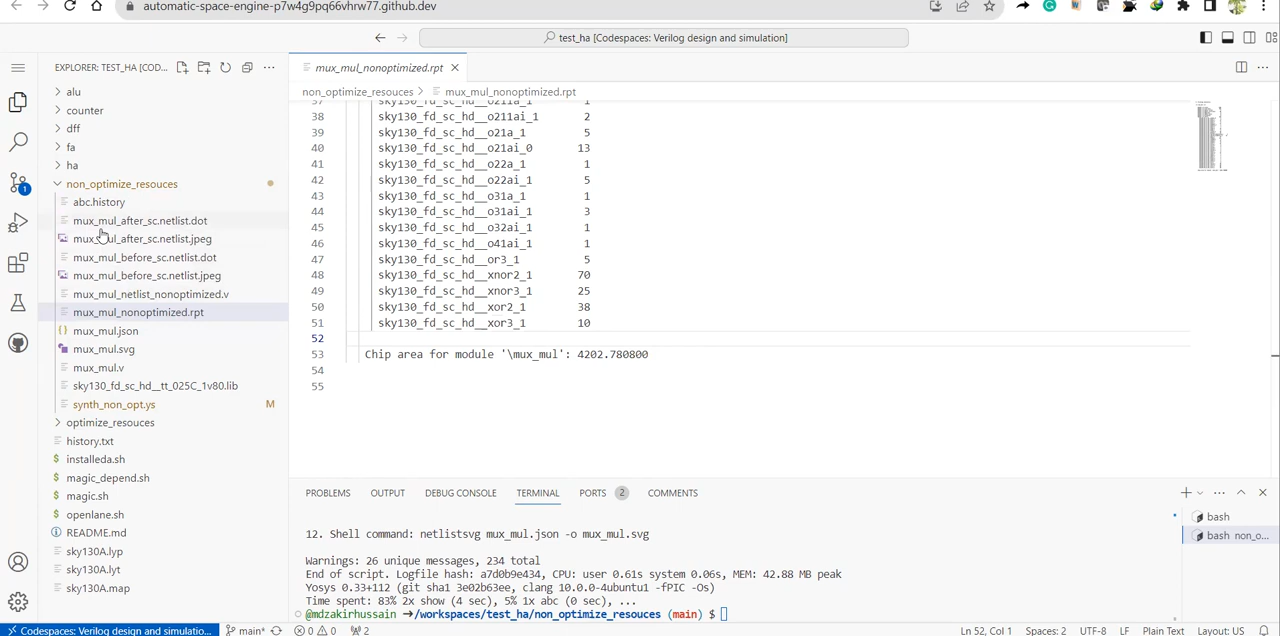 automatic-space-engine-p7w4g9pq66vhrw77.github.dev
test_ha [Codespaces: Verilog design and simulation]
EXPLORER: TEST_HA [COD...
alu
counter
dff
fa
ha
non_optimize_resouces
abc.history
mux_mul_after_sc.netlist.dot
mux_mul_after_sc.netlist.jpeg
mux_mul_before_sc.netlist.dot
mux_mul_before_sc.netlist.jpeg
mux_mul_netlist_nonoptimized.v
mux_mul_nonoptimized.rpt
mux_mul.json
mux_mul.svg
mux_mul.v
sky130_fd_sc_hd__tt_025C_1v80.lib
synth_non_opt.ys M
optimize_resouces
history.txt
installeda.sh
magic_depend.sh
magic.sh
openlane.sh
README.md
sky130A.lyp
sky130A.lyt
sky130A.map
1
mux_mul_nonoptimized.rpt
non_optimize_resouces > mux_mul_nonoptimized.rpt
37 sky130_fd_sc_hd__o211a_1 1
38 sky130_fd_sc_hd__o211ai_1 2
39 sky130_fd_sc_hd__o21a_1 5
40 sky130_fd_sc_hd__o21ai_0 13
41 sky130_fd_sc_hd__o22a_1 1
42 sky130_fd_sc_hd__o22ai_1 5
43 sky130_fd_sc_hd__o31a_1 1
44 sky130_fd_sc_hd__o31ai_1 3
45 sky130_fd_sc_hd__o32ai_1 1
46 sky130_fd_sc_hd__o41ai_1 1
47 sky130_fd_sc_hd__or3_1 5
48 sky130_fd_sc_hd__xnor2_1 70
49 sky130_fd_sc_hd__xnor3_1 25
50 sky130_fd_sc_hd__xor2_1 38
51 sky130_fd_sc_hd__xor3_1 10
52
53 Chip area for module '\mux_mul': 4202.780800
54
55
PROBLEMS OUTPUT DEBUG CONSOLE TERMINAL PORTS 2 COMMENTS
12. Shell command: netlistsvg mux_mul.json -o mux_mul.svg
Warnings: 26 unique messages, 234 total
End of script. Logfile hash: a7d0b9e434, CPU: user 0.61s system 0.06s, MEM: 42.88 MB peak
Yosys 0.33+112 (git sha1 3e02b63ee, clang 10.0.0-4ubuntu1 -fPIC -Os)
Time spent: 83% 2x show (4 sec), 5% 1x abc (0 sec), ...
@mdzakirhussain ➜/workspaces/test_ha/non_optimize_resouces (main) $
bash
bash non_o...
Codespaces: Verilog design and simulatio... main* 0 0 2 Ln 52, Col 1 Spaces: 2 UTF-8 LF Plain Text Layout: US